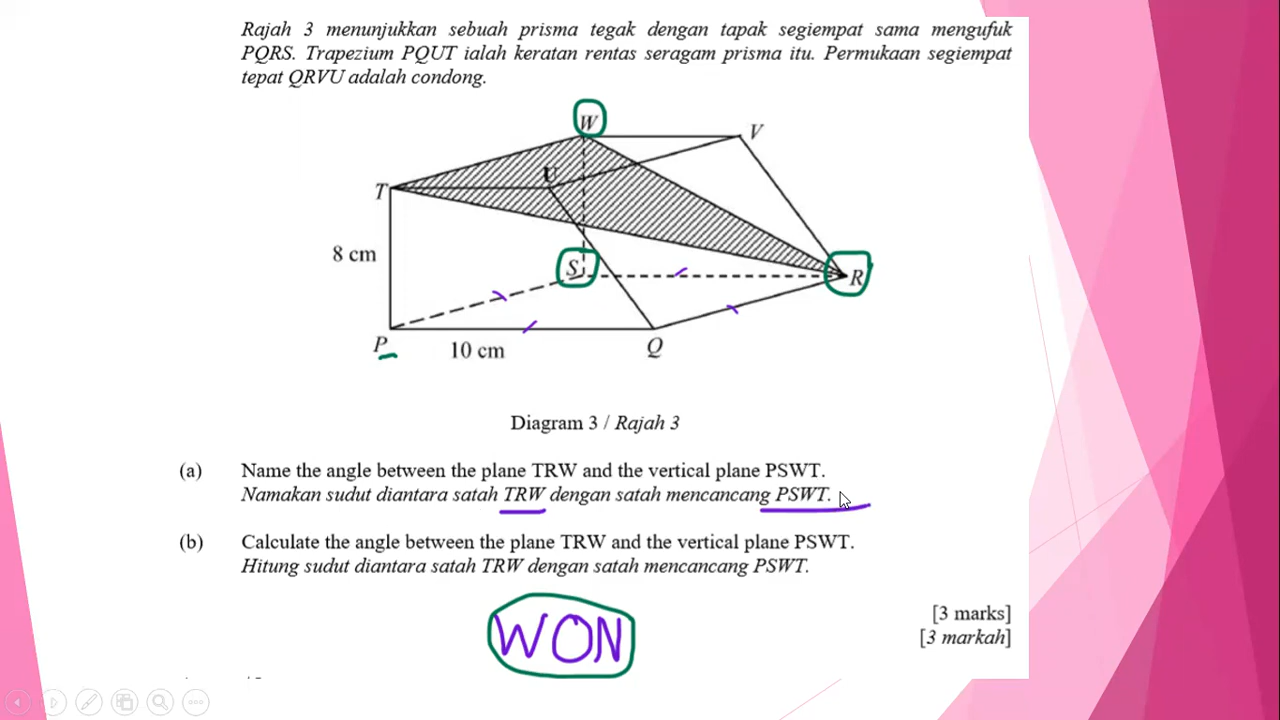 Rajah 3 menunjukkan sebuah prisma tegak dengan tapak segiempat sama mengufuk
PQRS. Trapezium PQUT ialah keratan rentas seragam prisma itu. Permukaan segiempat
tepat QRVU adalah condong.
W
V
U
T
8 cm
S
R
P
10 cm
Q
Diagram 3 / Rajah 3
(a) Name the angle between the plane TRW and the vertical plane PSWT.
Namakan sudut diantara satah TRW dengan satah mencancang PSWT.
(b) Calculate the angle between the plane TRW and the vertical plane PSWT.
Hitung sudut diantara satah TRW dengan satah mencancang PSWT.
WON
[3 marks]
[3 markah]